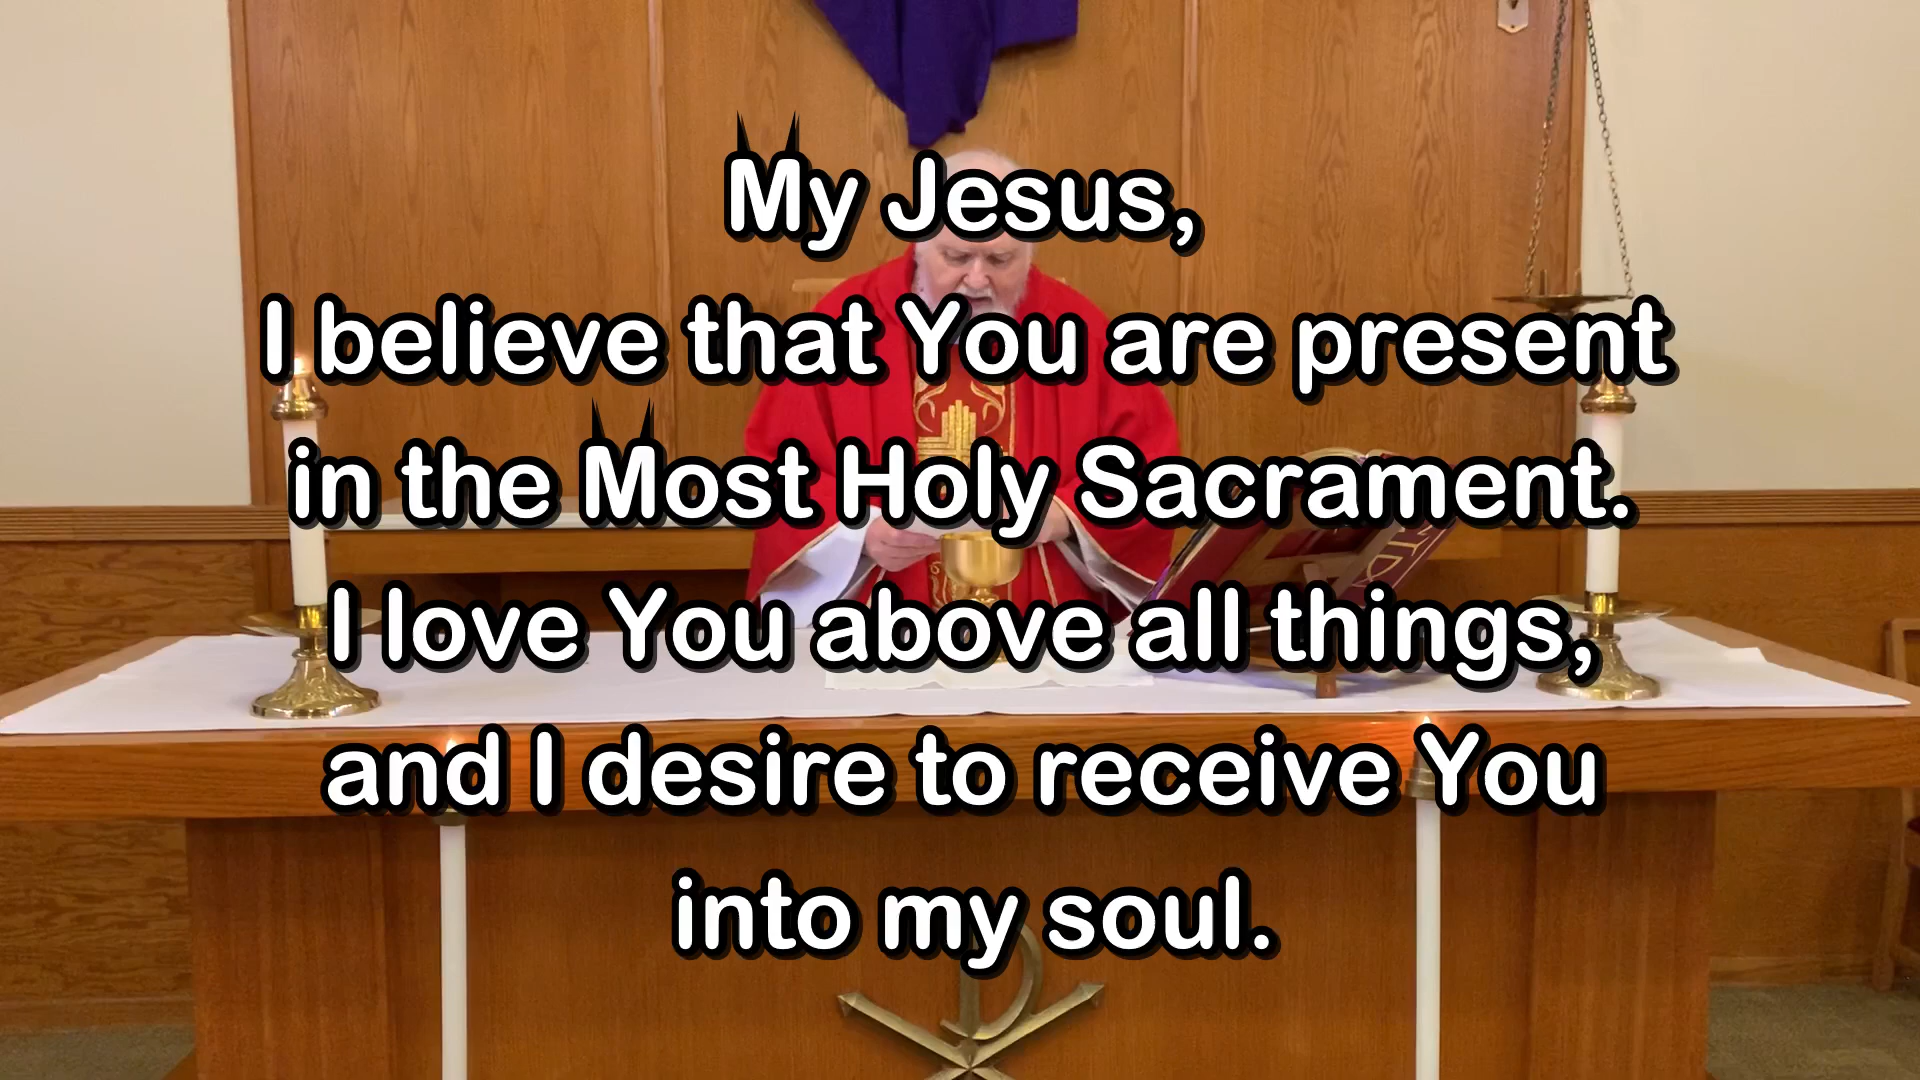 My Jesus,
I believe that You are present
in the Most Holy Sacrament.
I love You above all things,
and I desire to receive You
into my soul.